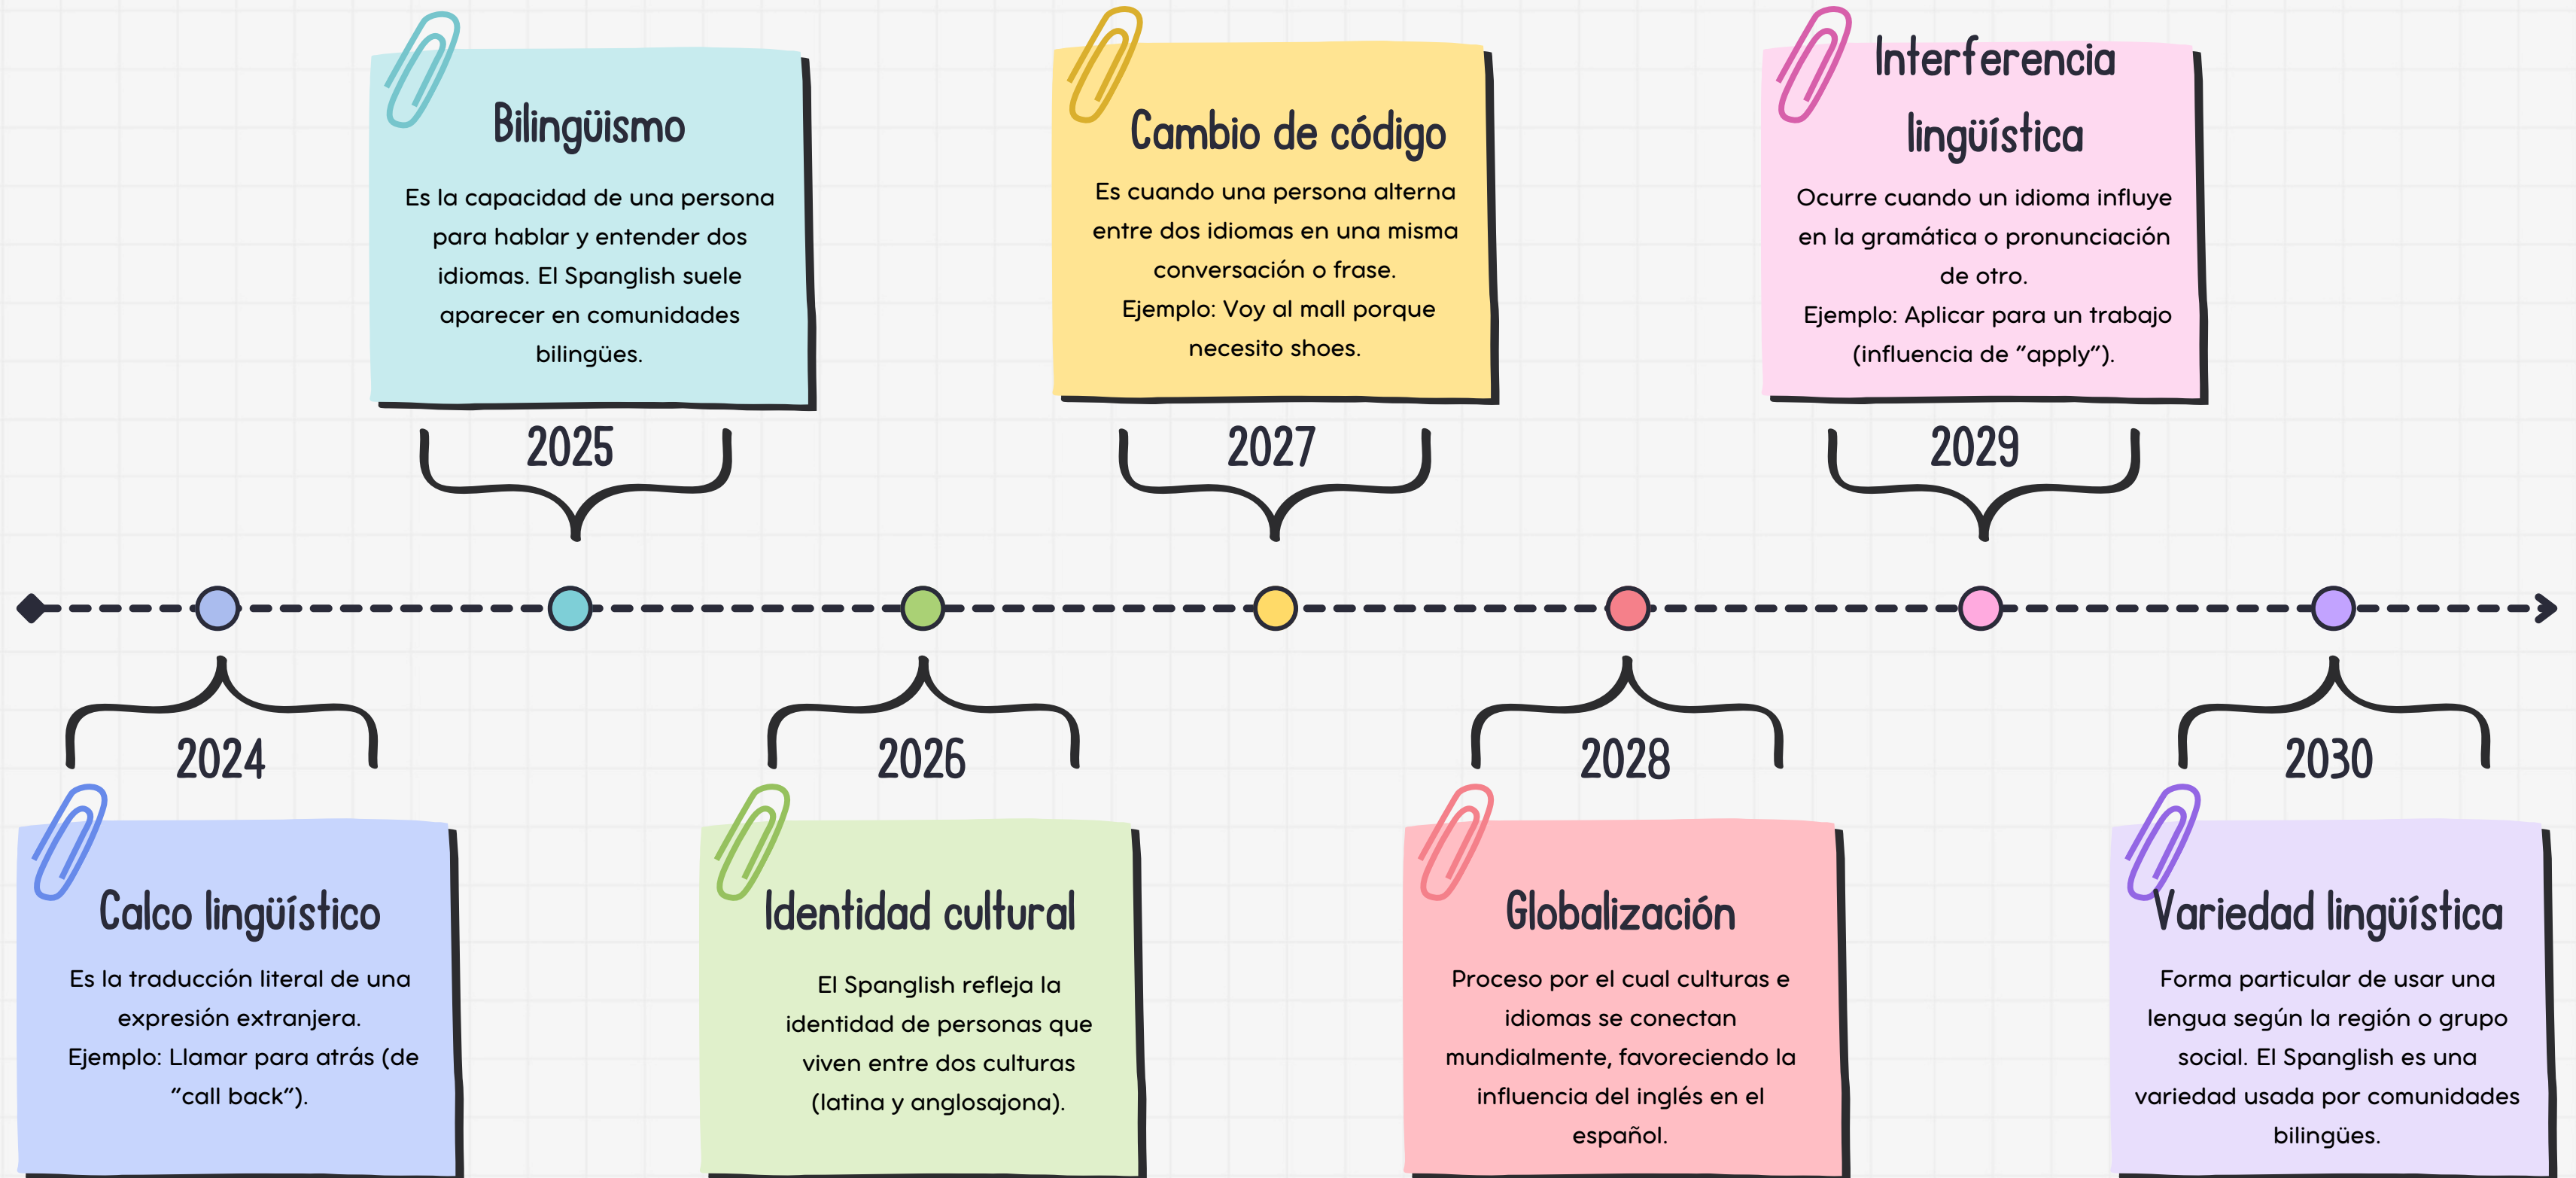 Bilingüismo
Es la capacidad de una persona
para hablar y entender dos
idiomas. El Spanglish suele
aparecer en comunidades
bilingües.
2025
Cambio de código
Es cuando una persona alterna
entre dos idiomas en una misma
conversación o frase.
Ejemplo: Voy al mall porque
necesito shoes.
2027
Interferencia
lingüística
Ocurre cuando un idioma influye
en la gramática o pronunciación
de otro.
Ejemplo: Aplicar para un trabajo
(influencia de "apply").
2029
2024
Calco lingüístico
Es la traducción literal de una
expresión extranjera.
Ejemplo: Llamar para atrás (de
"call back").
2026
Identidad cultural
El Spanglish refleja la
identidad de personas que
viven entre dos culturas
(latina y anglosajona).
2028
Globalización
Proceso por el cual culturas e
idiomas se conectan
mundialmente, favoreciendo la
influencia del inglés en el
español.
2030
Variedad lingüística
Forma particular de usar una
lengua según la región o grupo
social. El Spanglish es una
variedad usada por comunidades
bilingües.